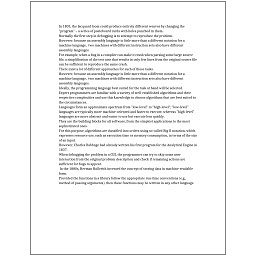 In 1801, the Jacquard loom could produce entirely different weaves by changing the
"program" - a series of pasteboard cards with holes punched in them.
Normally the first step in debugging is to attempt to reproduce the problem.
However, because an assembly language is little more than a different notation for a
machine language, two machines with different instruction sets also have different
assembly languages.
For example, when a bug in a compiler can make it crash when parsing some large source
file, a simplification of the test case that results in only few lines from the original source file
can be sufficient to reproduce the same crash.
There exist a lot of different approaches for each of those tasks.
However, because an assembly language is little more than a different notation for a
machine language, two machines with different instruction sets also have different
assembly languages.
Ideally, the programming language best suited for the task at hand will be selected.
Expert programmers are familiar with a variety of well-established algorithms and their
respective complexities and use this knowledge to choose algorithms that are best suited to
the circumstances.
Languages form an approximate spectrum from "low-level" to "high-level"; "low-level"
languages are typically more machine-oriented and faster to execute, whereas "high-level"
languages are more abstract and easier to use but execute less quickly.
They are the building blocks for all software, from the simplest applications to the most
sophisticated ones.
For this purpose, algorithms are classified into orders using so-called Big O notation, which
expresses resource use, such as execution time or memory consumption, in terms of the size
of an input.
However, Charles Babbage had already written his first program for the Analytical Engine in
1837.
When debugging the problem in a GUI, the programmer can try to skip some user
interaction from the original problem description and check if remaining actions are
sufficient for bugs to appear.
In the 1880s, Herman Hollerith invented the concept of storing data in machine-readable
form.
Provided the functions in a library follow the appropriate run-time conventions (e.g.,
method of passing arguments), then these functions may be written in any other language.